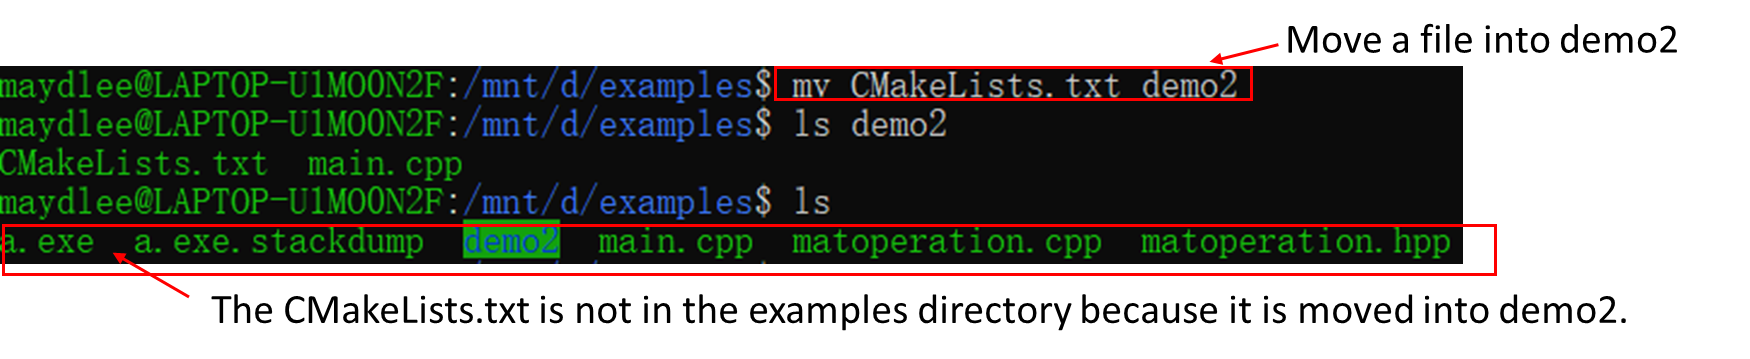 Move a file into demo2
maydlee@LAPTOP-U1MOON2F:/mnt/d/examples$ mv CMakeLists.txt demo2
maydlee@LAPTOP-U1MOON2F:/mnt/d/examples$ ls demo2
CMakeLists.txt main.cpp
maydlee@LAPTOP-U1MOON2F:/mnt/d/examples$ ls
a.exe a.exe.stackdump demo2 main.cpp matoperation.cpp matoperation.hpp
The CMakeLists.txt is not in the examples directory because it is moved into demo2.